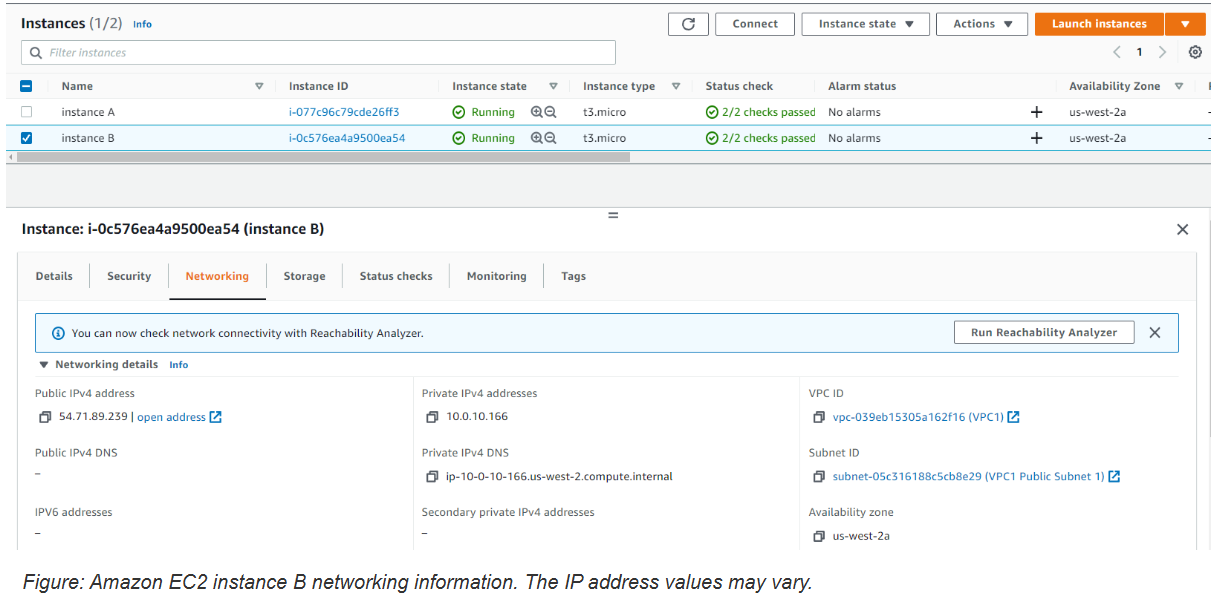 Instances (1/2) Info
Connect
Instance state
Actions
Launch instances
Filter instances
1
Name Instance ID Instance state Instance type Status check Alarm status Availability Zone
instance A i-077c96c79cde26ff3 Running t3.micro 2/2 checks passed No alarms + us-west-2a
instance B i-0c576ea4a9500ea54 Running t3.micro 2/2 checks passed No alarms + us-west-2a
Instance: i-0c576ea4a9500ea54 (instance B)
Details Security Networking Storage Status checks Monitoring Tags
You can now check network connectivity with Reachability Analyzer.
Run Reachability Analyzer
Networking details Info
Public IPv4 address Private IPv4 addresses VPC ID
54.71.89.239 | open address 10.0.10.166 vpc-039eb15305a162f16 (VPC1)
Public IPv4 DNS Private IPv4 DNS Subnet ID
– ip-10-0-10-166.us-west-2.compute.internal subnet-05c316188c5cb8e29 (VPC1 Public Subnet 1)
IPV6 addresses Secondary private IPv4 addresses Availability zone
– – us-west-2a
Figure: Amazon EC2 instance B networking information. The IP address values may vary.